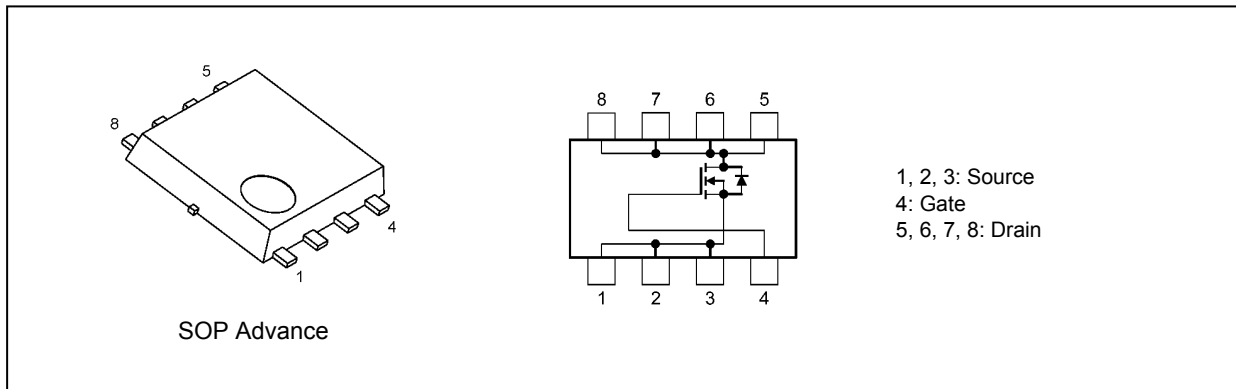 5
8
4
1
SOP Advance
8 7 6 5
1 2 3 4
1, 2, 3: Source
4: Gate
5, 6, 7, 8: Drain